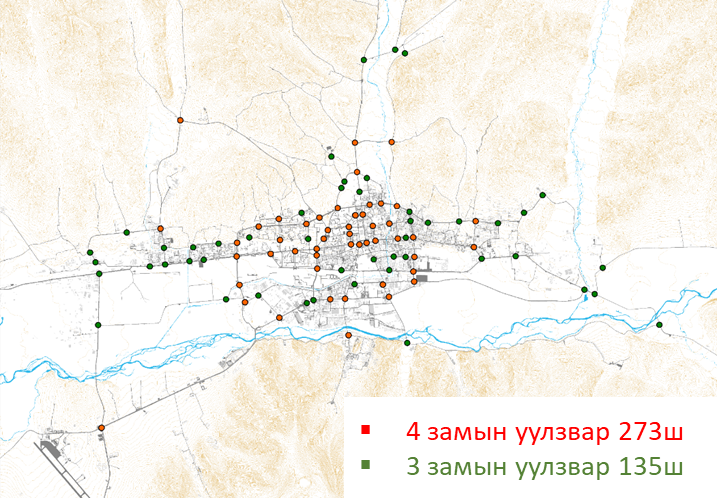 ▪ 4 замын уулзвар 273ш
▪ 3 замын уулзвар 135ш